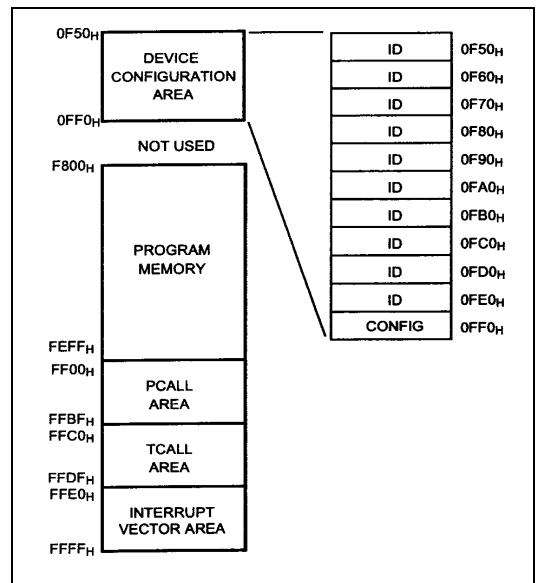 0F50H
DEVICE
CONFIGURATION
AREA
0FF0H
NOT USED
F800H
PROGRAM
MEMORY
FEFFH
FF00H
PCALL
AREA
FFBFH
FFC0H
TCALL
AREA
FFDFH
FFE0H
INTERRUPT
VECTOR AREA
FFFFH
ID 0F50H
ID 0F60H
ID 0F70H
ID 0F80H
ID 0F90H
ID 0FA0H
ID 0FB0H
ID 0FC0H
ID 0FD0H
ID 0FE0H
CONFIG 0FF0H